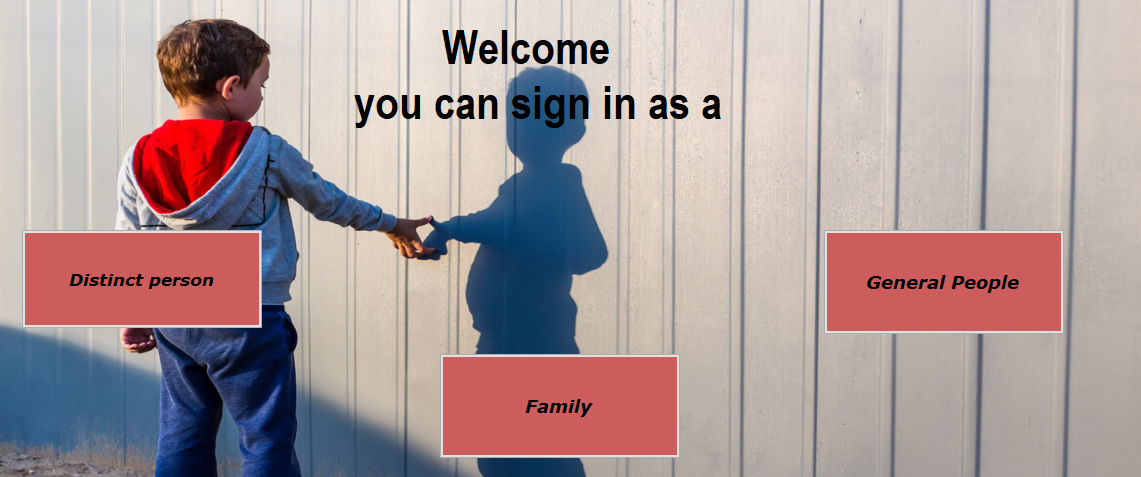 Welcome
you can sign in as a
Distinct person
General People
Family